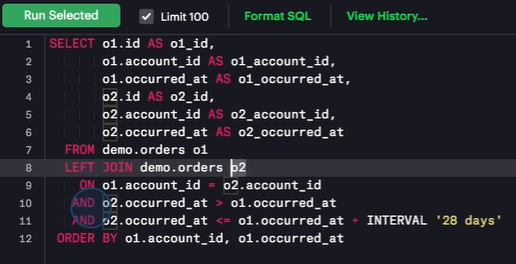 Run Selected Limit 100 Format SQL View History...
1 SELECT o1.id AS o1_id,
2 o1.account_id AS o1_account_id,
3 o1.occurred_at AS o1_occurred_at,
4 o2.id AS o2_id,
5 o2.account_id AS o2_account_id,
6 o2.occurred_at AS o2_occurred_at
7 FROM demo.orders o1
8 LEFT JOIN demo.orders o2
9 ON o1.account_id = o2.account_id
10 AND o2.occurred_at > o1.occurred_at
11 AND o2.occurred_at <= o1.occurred_at + INTERVAL '28 days'
12 ORDER BY o1.account_id, o1.occurred_at